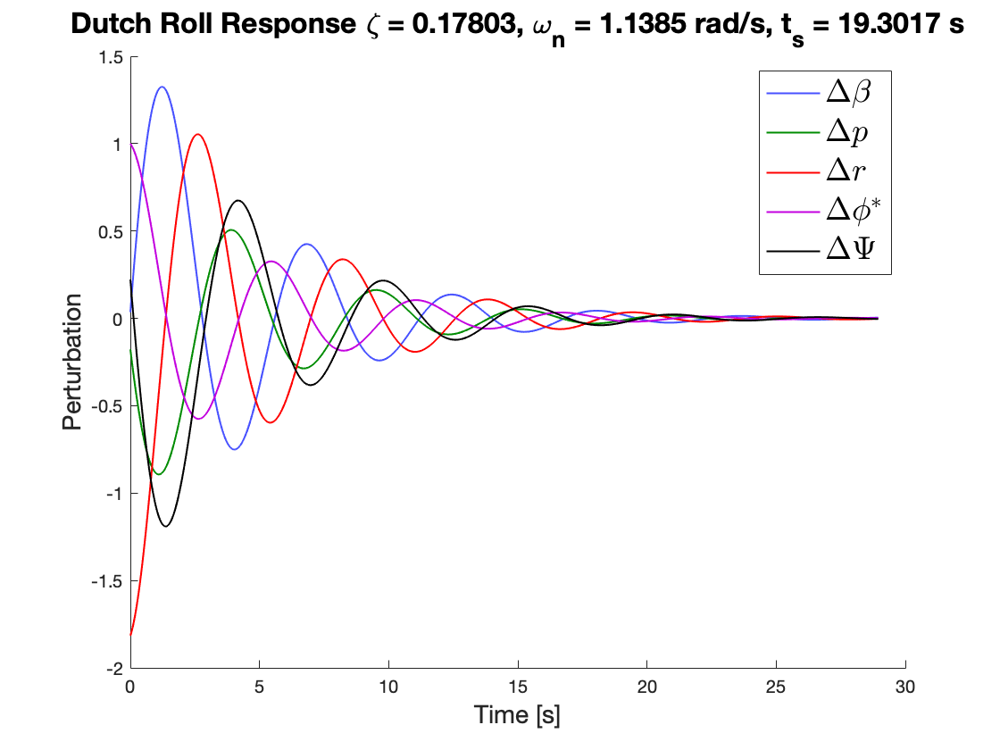 Dutch Roll Response ζ = 0.17803, ωn = 1.1385 rad/s, ts = 19.3017 s
1.5
1
0.5
0
-0.5
-1
-1.5
-2
Perturbation
0 5 10 15 20 25 30
Time [s]
Δβ
Δp
Δr
Δϕ*
ΔΨ